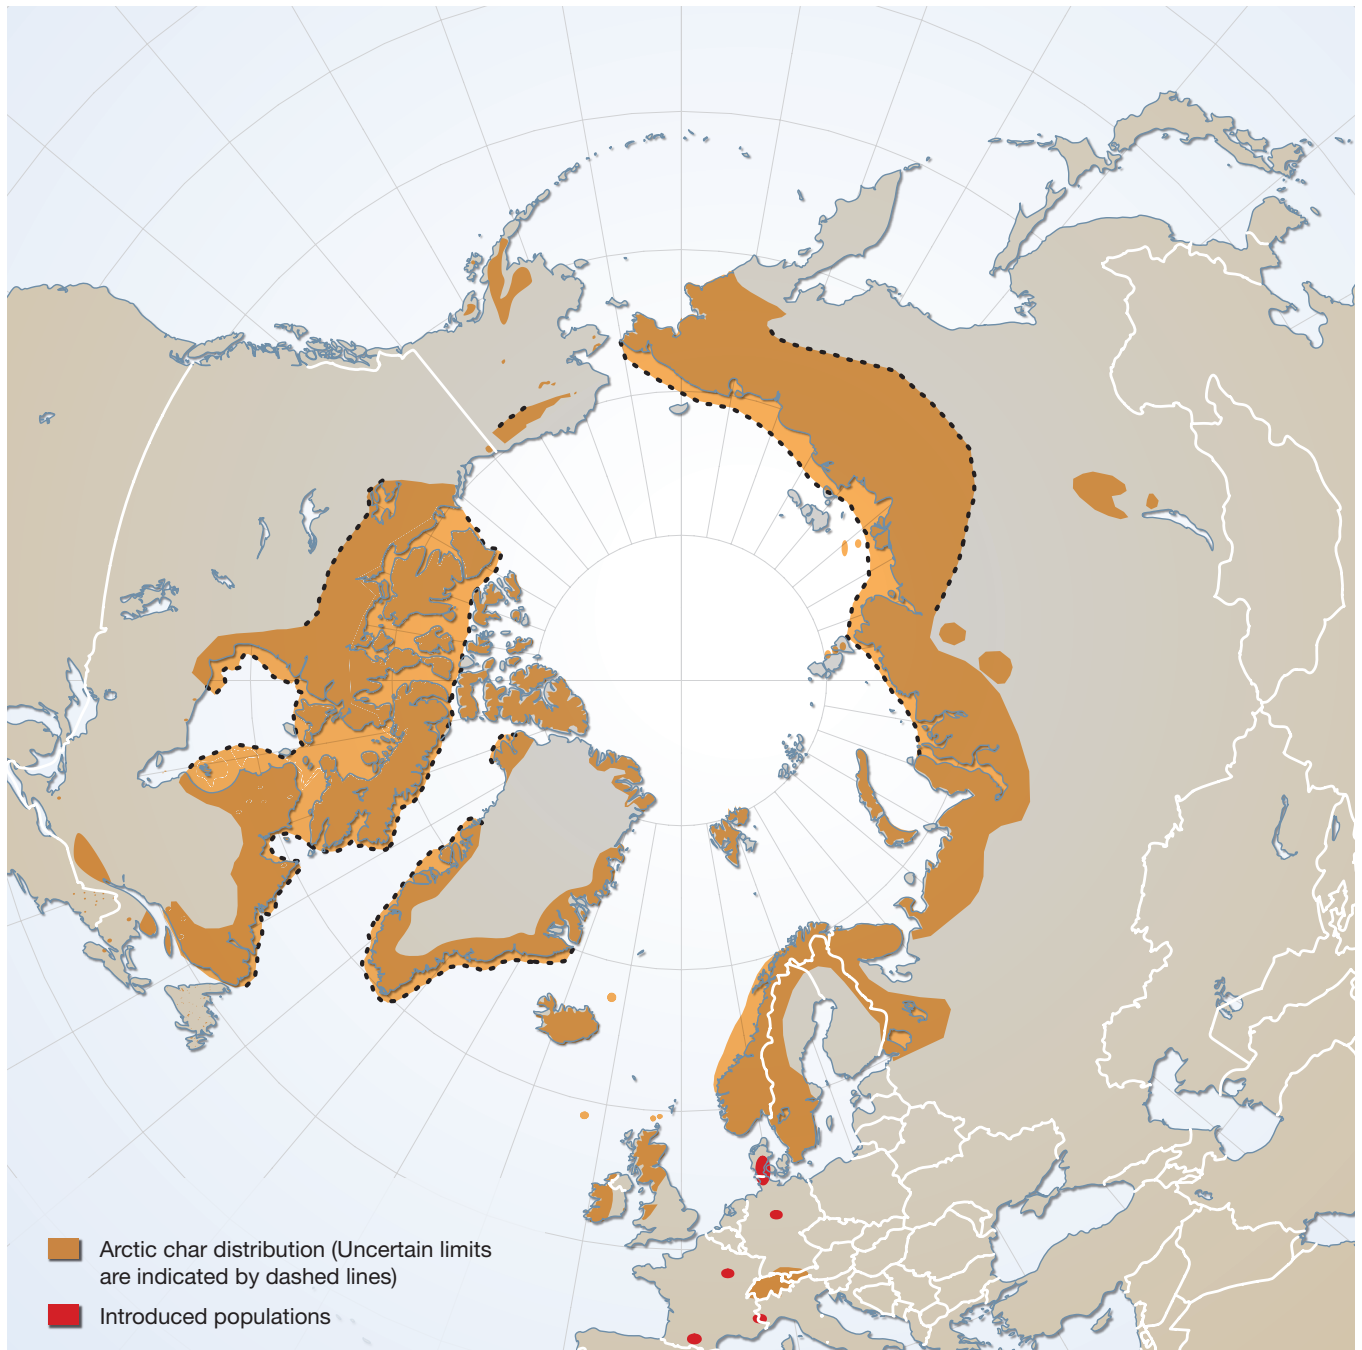 Arctic char distribution (Uncertain limits
are indicated by dashed lines)
Introduced populations